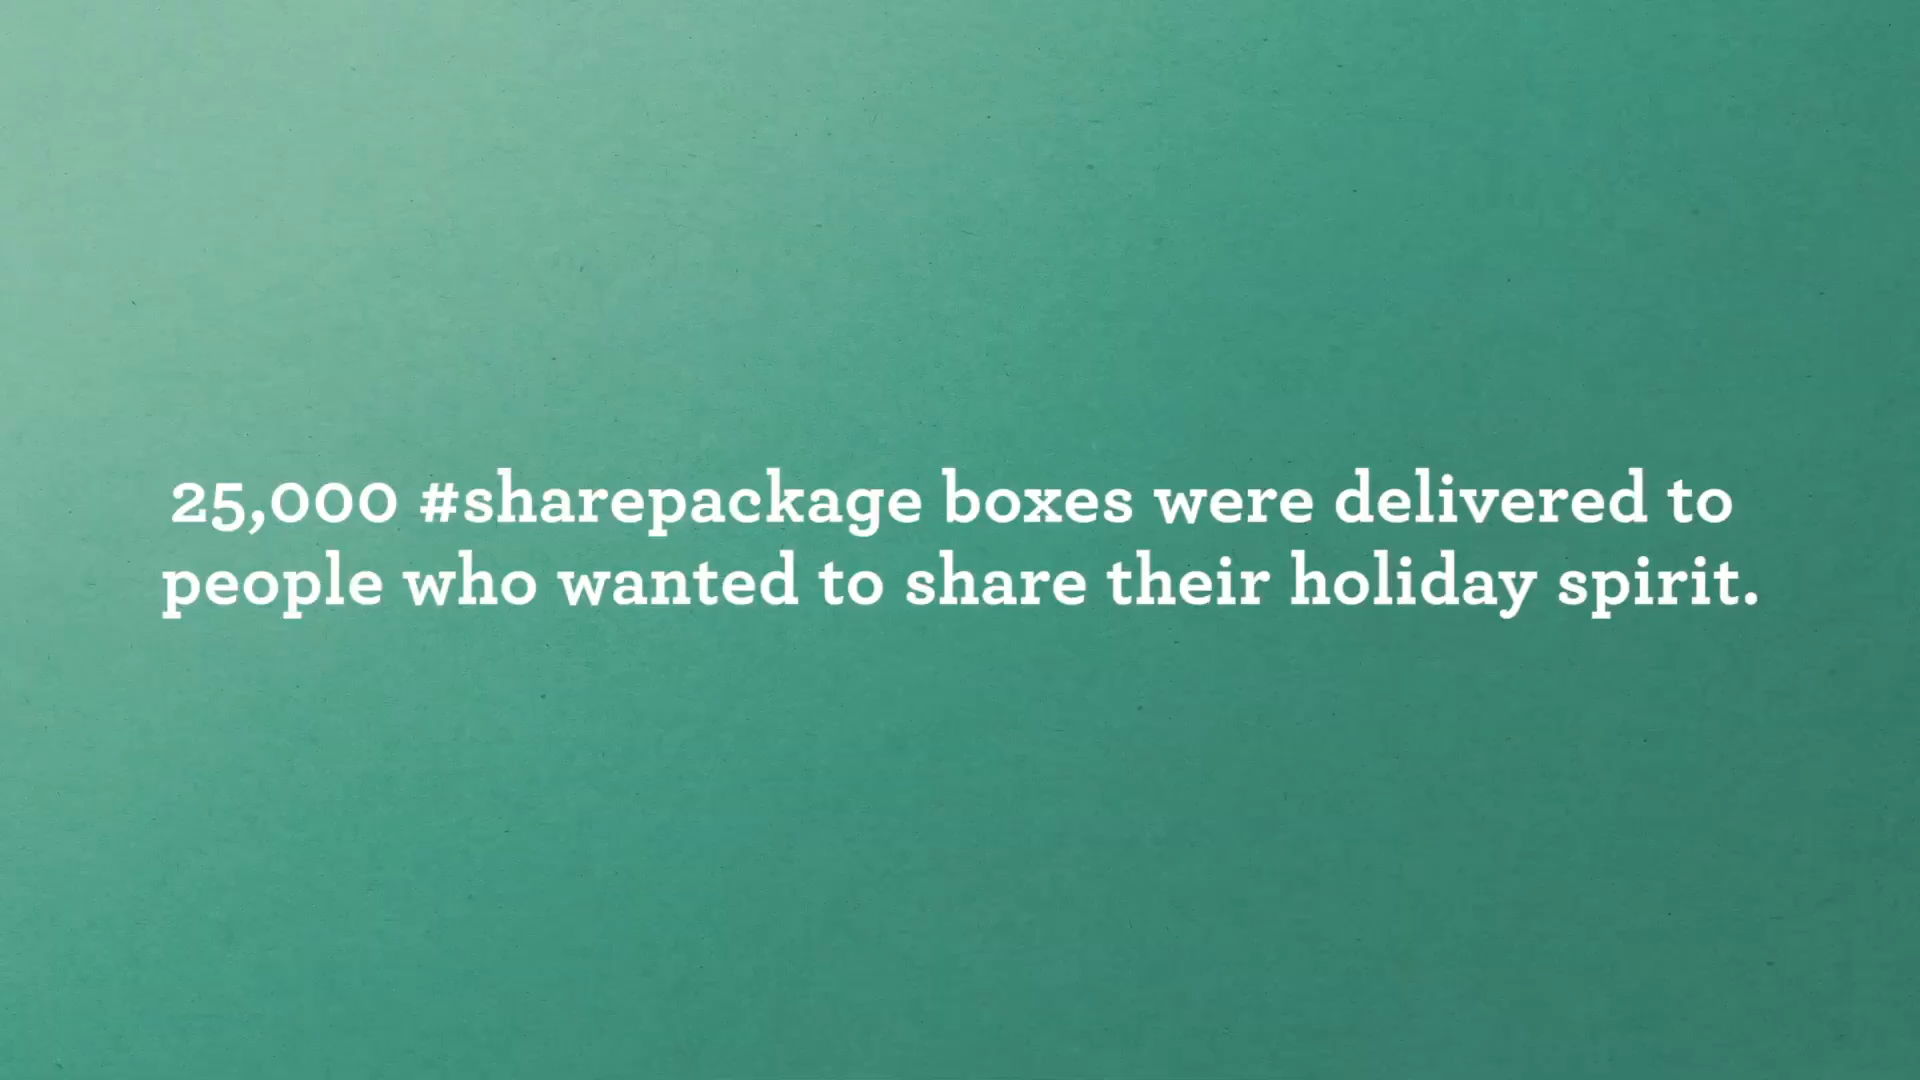 25,000 #sharepackage boxes were delivered to
people who wanted to share their holiday spirit.